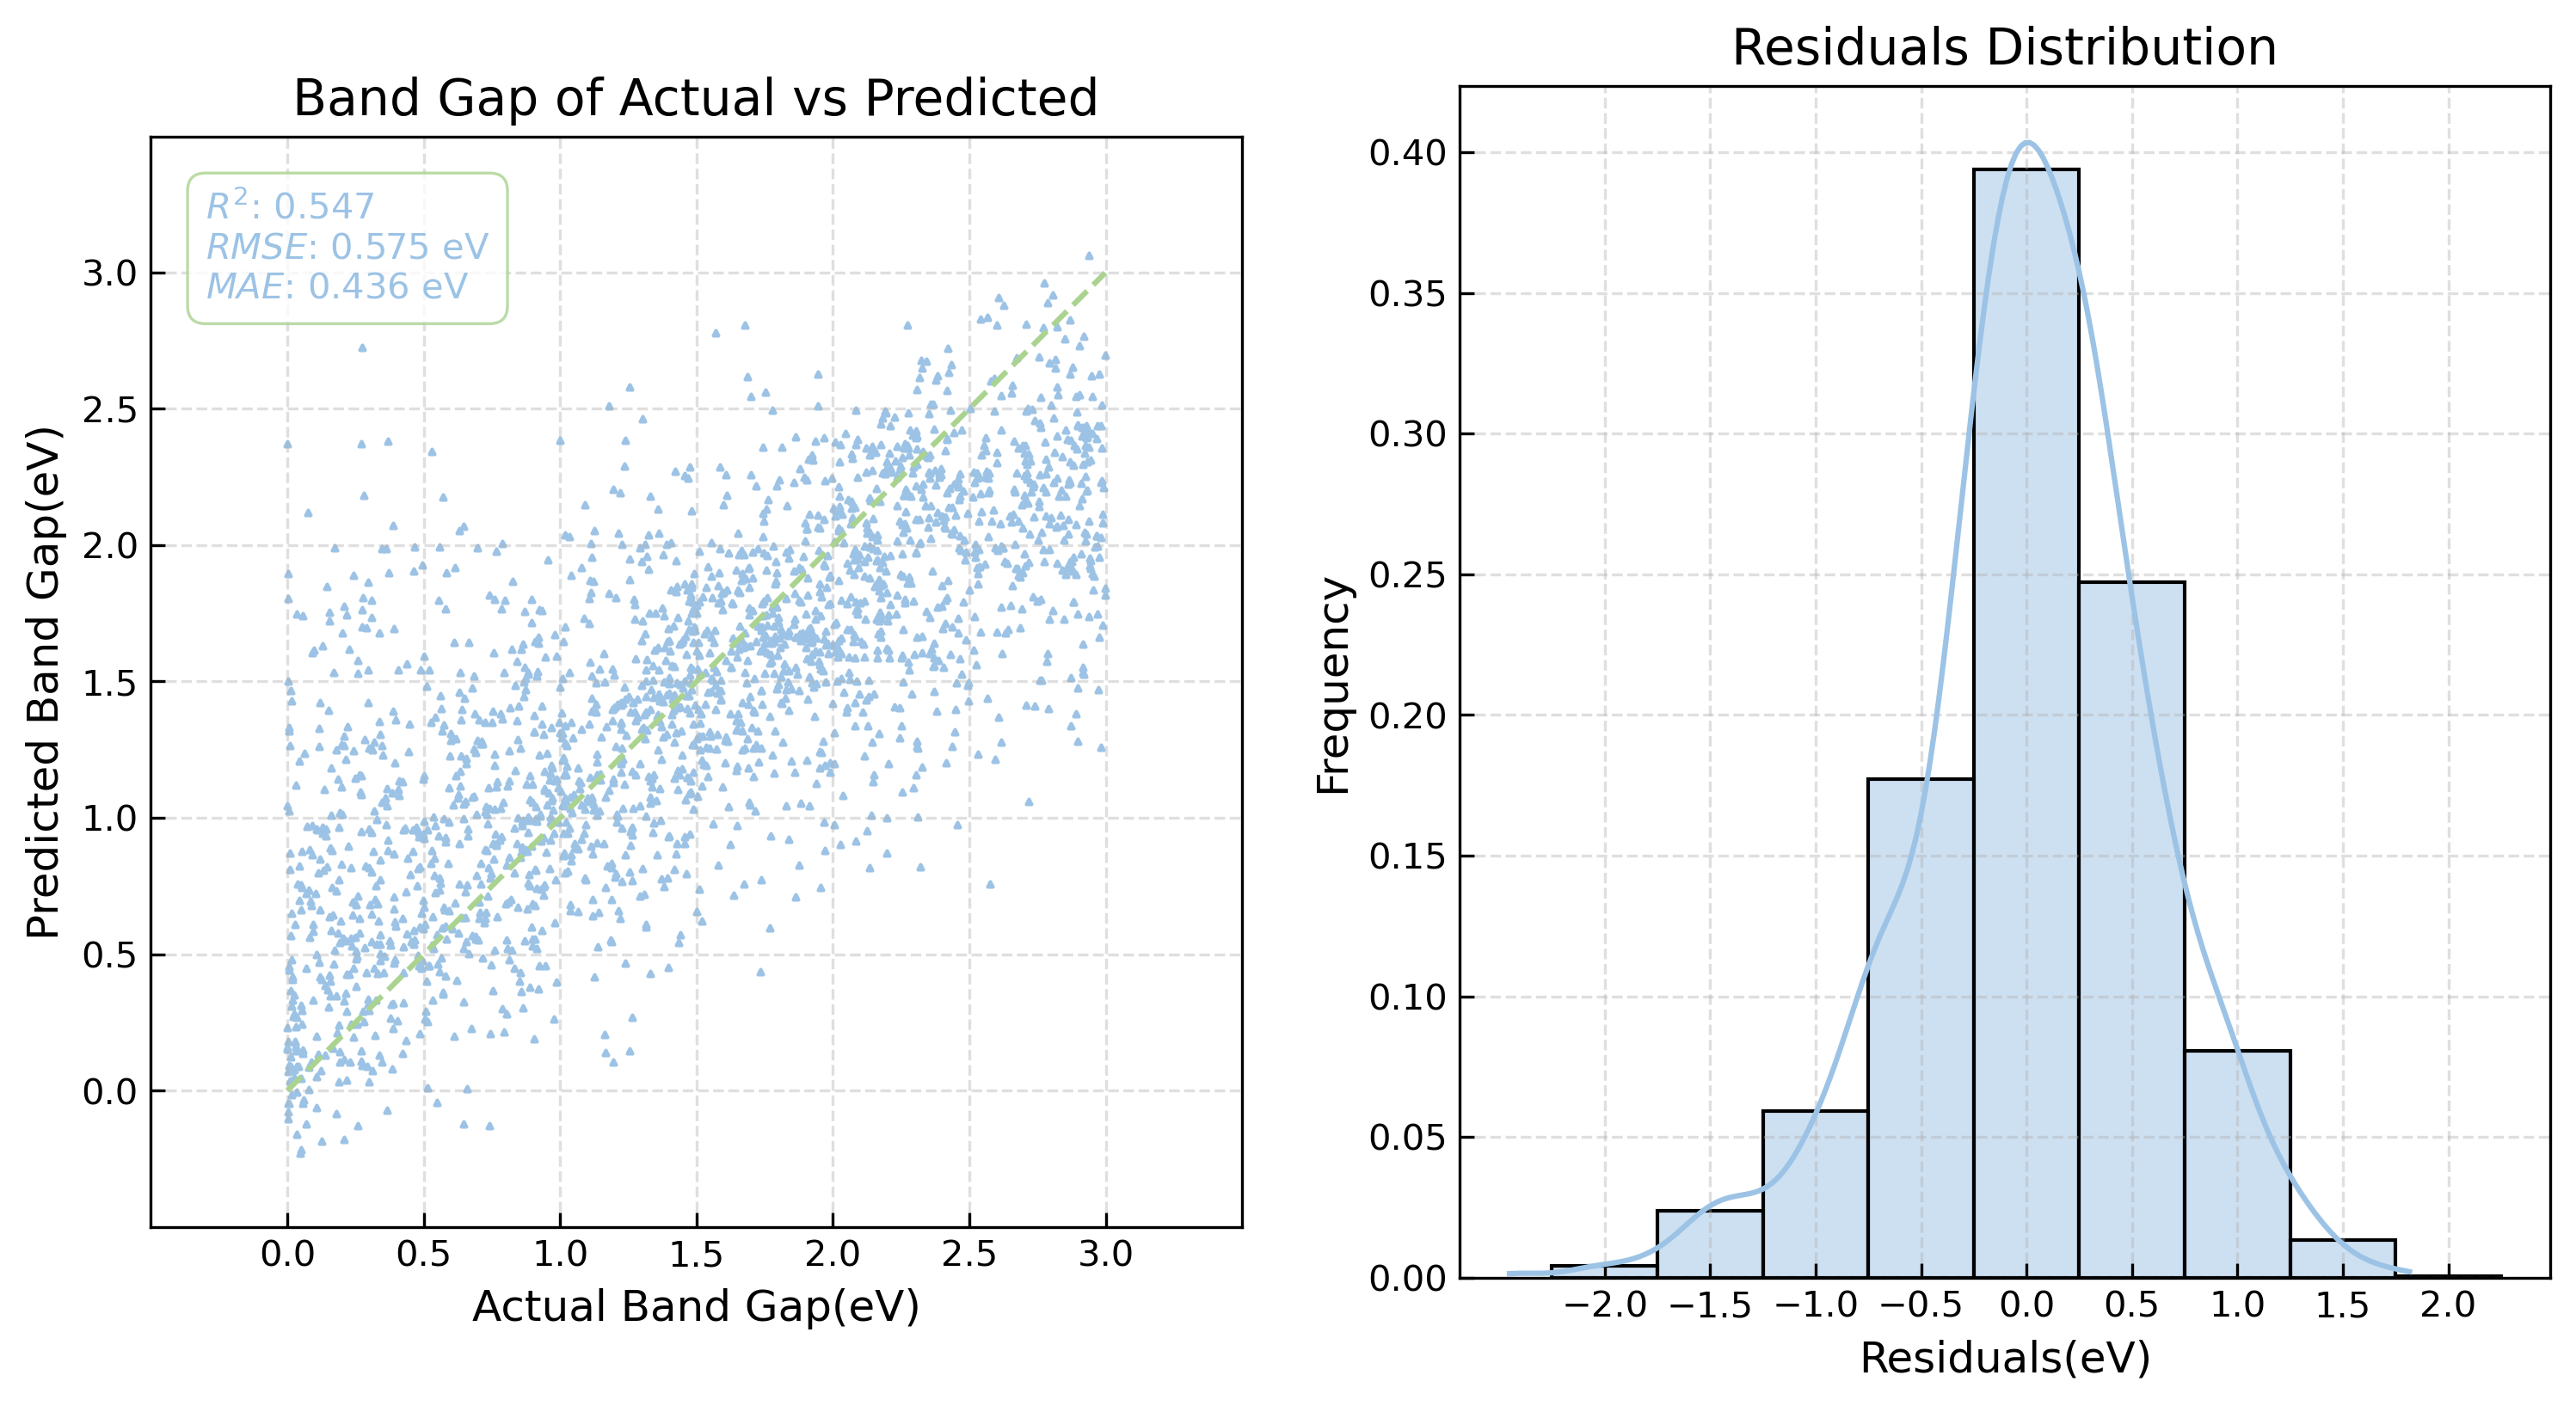 Band Gap of Actual vs Predicted
R²: 0.547
RMSE: 0.575 eV
MAE: 0.436 eV
3.0
2.5
2.0
1.5
1.0
0.5
0.0
Predicted Band Gap(eV)
0.0 0.5 1.0 1.5 2.0 2.5 3.0
Actual Band Gap(eV)
Residuals Distribution
0.40
0.35
0.30
0.25
0.20
0.15
0.10
0.05
0.00
Frequency
−2.0 −1.5 −1.0 −0.5 0.0 0.5 1.0 1.5 2.0
Residuals(eV)